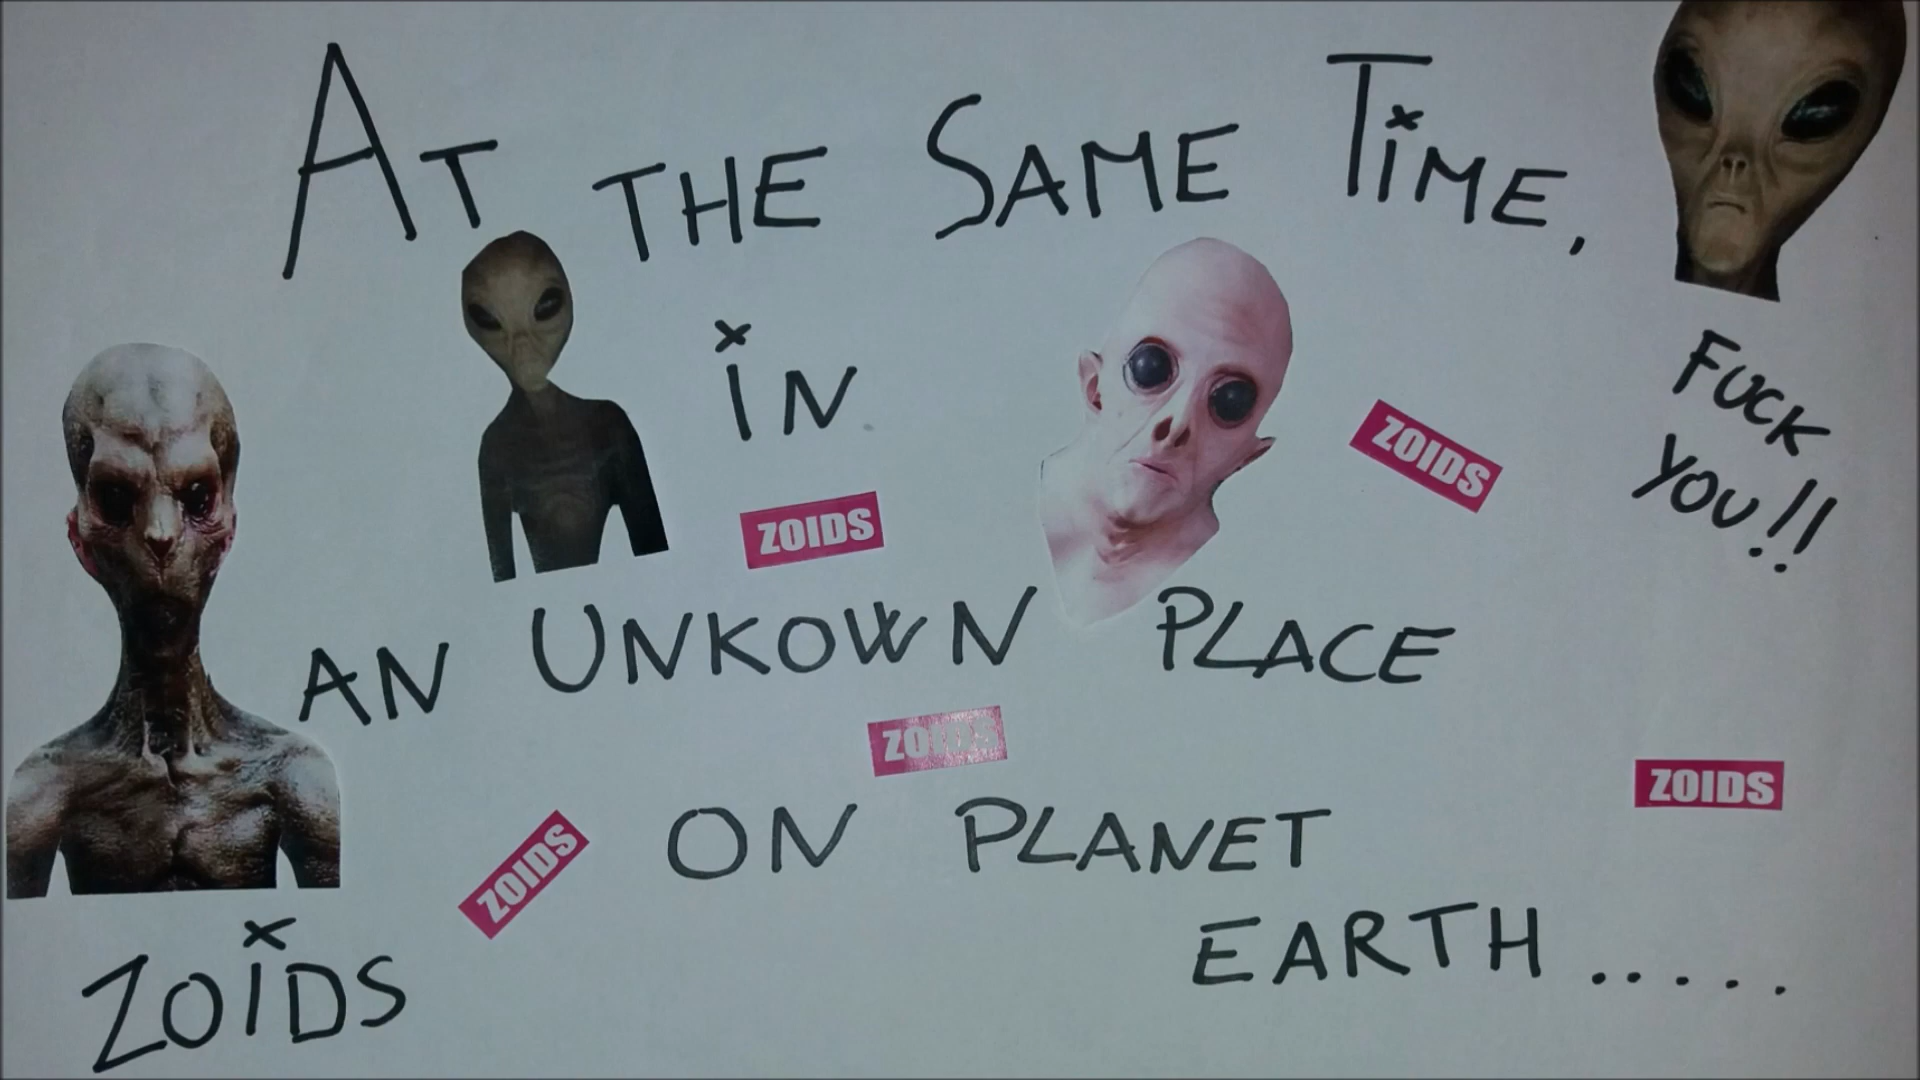 AT THE SAME TiME,
iN
FUCK
YOU!!
ZOIDS
ZOIDS
AN UNKOWN PLACE
ZOIDS
ZOIDS
ON PLANET
ZOIDS
EARTH.....
ZOiDS